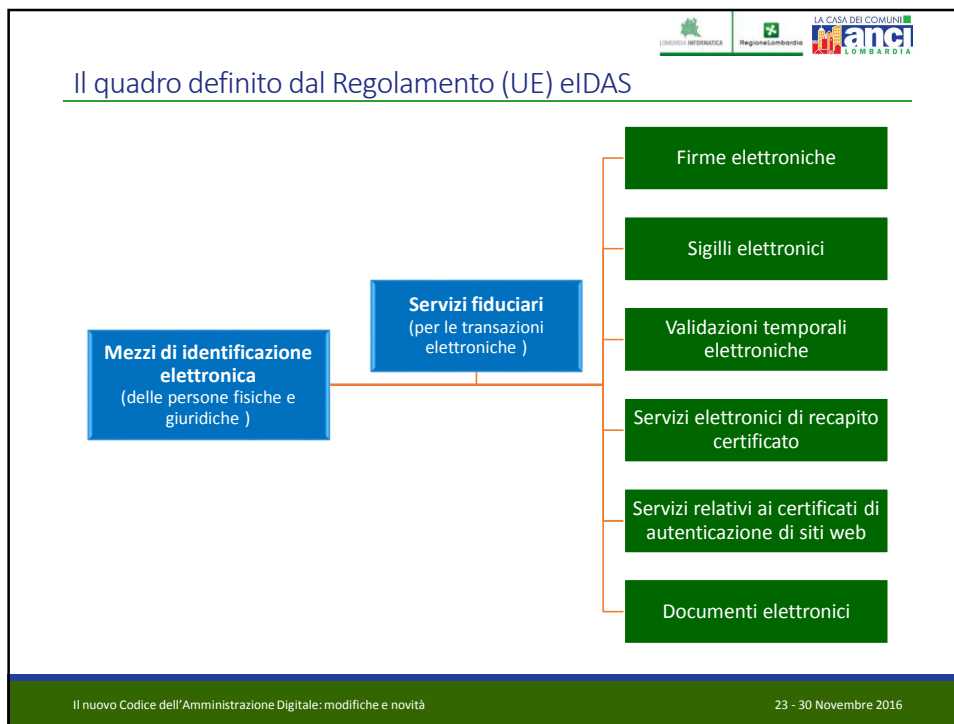 LOMBARDIA INFORMATICA
RegioneLombardia
LA CASA DEI COMUNI
anci
LOMBARDIA
Il quadro definito dal Regolamento (UE) eIDAS
Firme elettroniche
Sigilli elettronici
Servizi fiduciari
(per le transazioni
elettroniche )
Mezzi di identificazione
elettronica
(delle persone fisiche e
giuridiche )
Validazioni temporali
elettroniche
Servizi elettronici di recapito
certificato
Servizi relativi ai certificati di
autenticazione di siti web
Documenti elettronici
Il nuovo Codice dell'Amministrazione Digitale: modifiche e novità
23 - 30 Novembre 2016